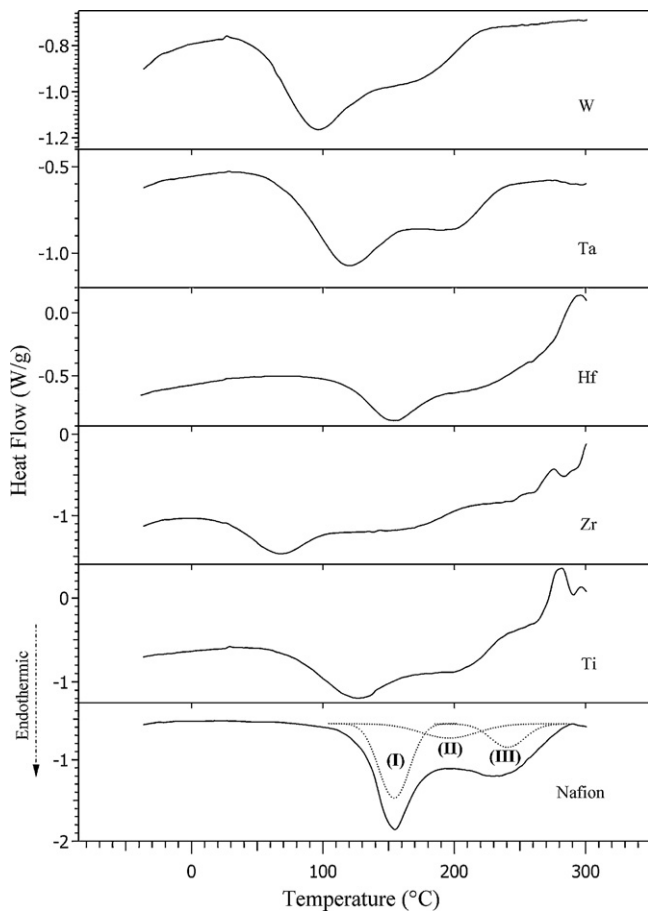 -0.8
-1.0
-1.2
W
-0.5
-1.0
Ta
0.0
-0.5
Hf
0
-1
Zr
0
-1
Ti
-1
-2
(I)
(II)
(III)
Nafion
0
100
200
300
Temperature (°C)
Heat Flow (W/g)
Endothermic